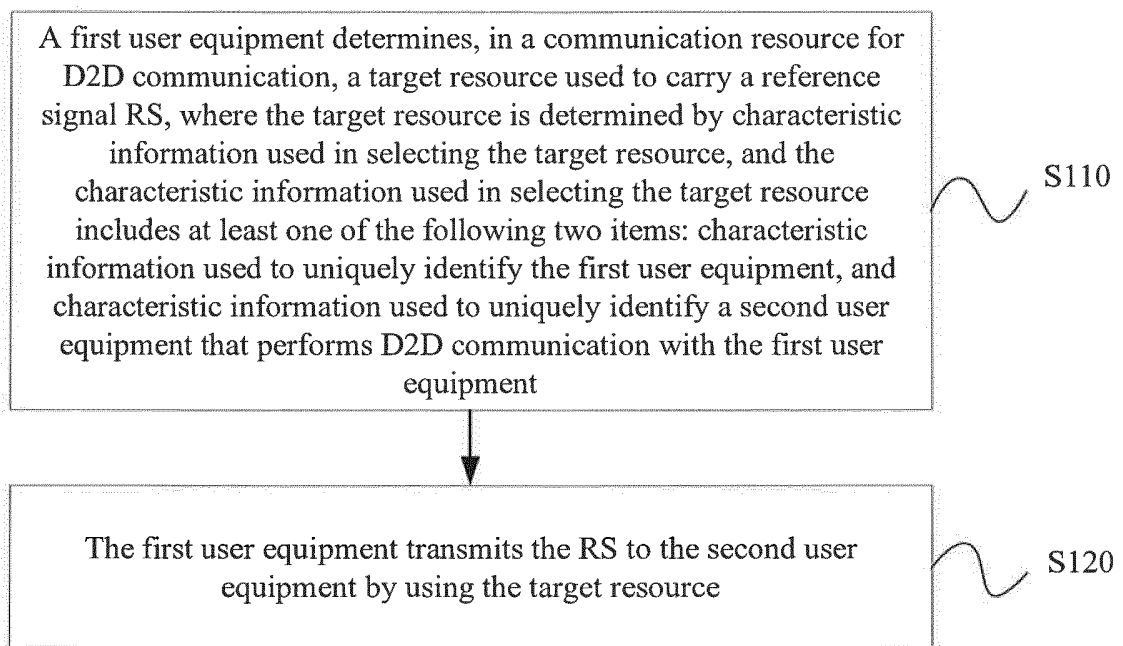 A first user equipment determines, in a communication resource for
D2D communication, a target resource used to carry a reference
signal RS, where the target resource is determined by characteristic
information used in selecting the target resource, and the
characteristic information used in selecting the target resource
includes at least one of the following two items: characteristic
information used to uniquely identify the first user equipment, and
characteristic information used to uniquely identify a second user
equipment that performs D2D communication with the first user
equipment
S110
The first user equipment transmits the RS to the second user
equipment by using the target resource
S120